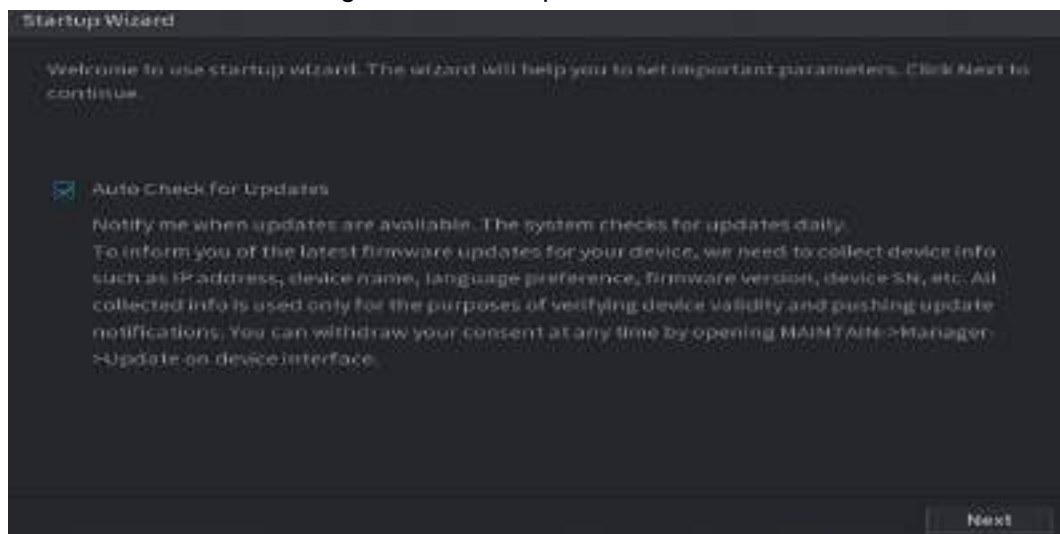 Startup Wizard
Welcome to use startup wizard. The wizard will help you to set important parameters. Click Next to
continue.
Auto Check for Updates
Notify me when updates are available. The system checks for updates daily.
To inform you of the latest firmware updates for your device, we need to collect device info
such as IP address, device name, language preference, firmware version, device SN, etc. All
collected info is used only for the purposes of verifying device validity and pushing update
notifications. You can withdraw your consent at any time by opening MAINTAIN->Manager-
>Update on device interface.
Next